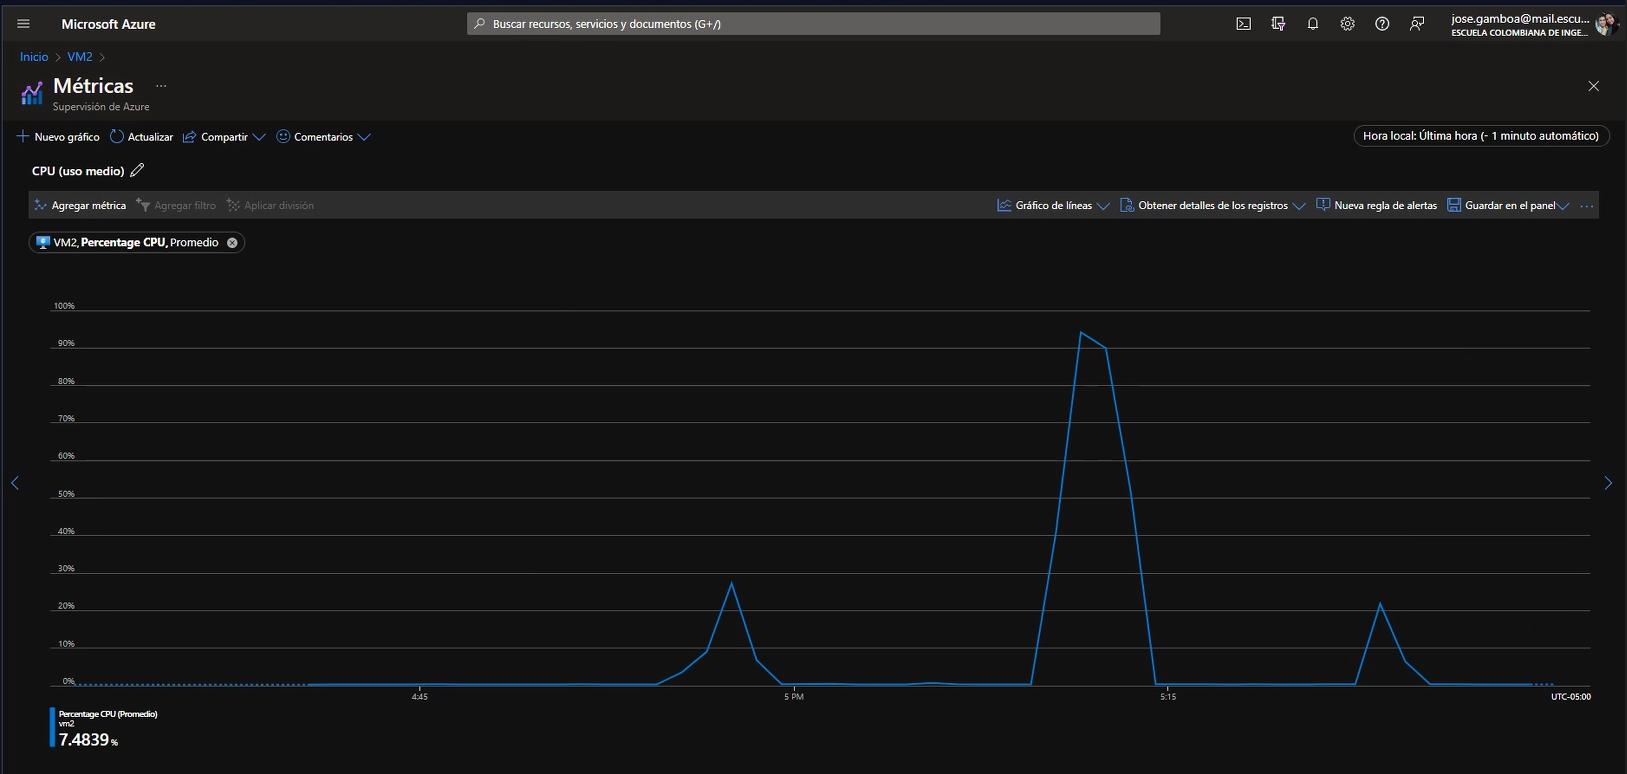 Microsoft Azure
Buscar recursos, servicios y documentos (G+/)
jose.gamboa@mail.escu...
ESCUELA COLOMBIANA DE INGE...
Inicio > VM2 >
Métricas ...
Supervisión de Azure
Nuevo gráfico Actualizar Compartir Comentarios
Hora local: Última hora (- 1 minuto automático)
CPU (uso medio)
Agregar métrica Agregar filtro Aplicar división Gráfico de líneas Obtener detalles de los registros Nueva regla de alertas Guardar en el panel ...
VM2, Percentage CPU, Promedio
100%
90%
80%
70%
60%
50%
40%
30%
20%
10%
0%
4:45 5 PM 5:15 UTC-05:00
Percentage CPU (Promedio)
vm2
7.4839 %